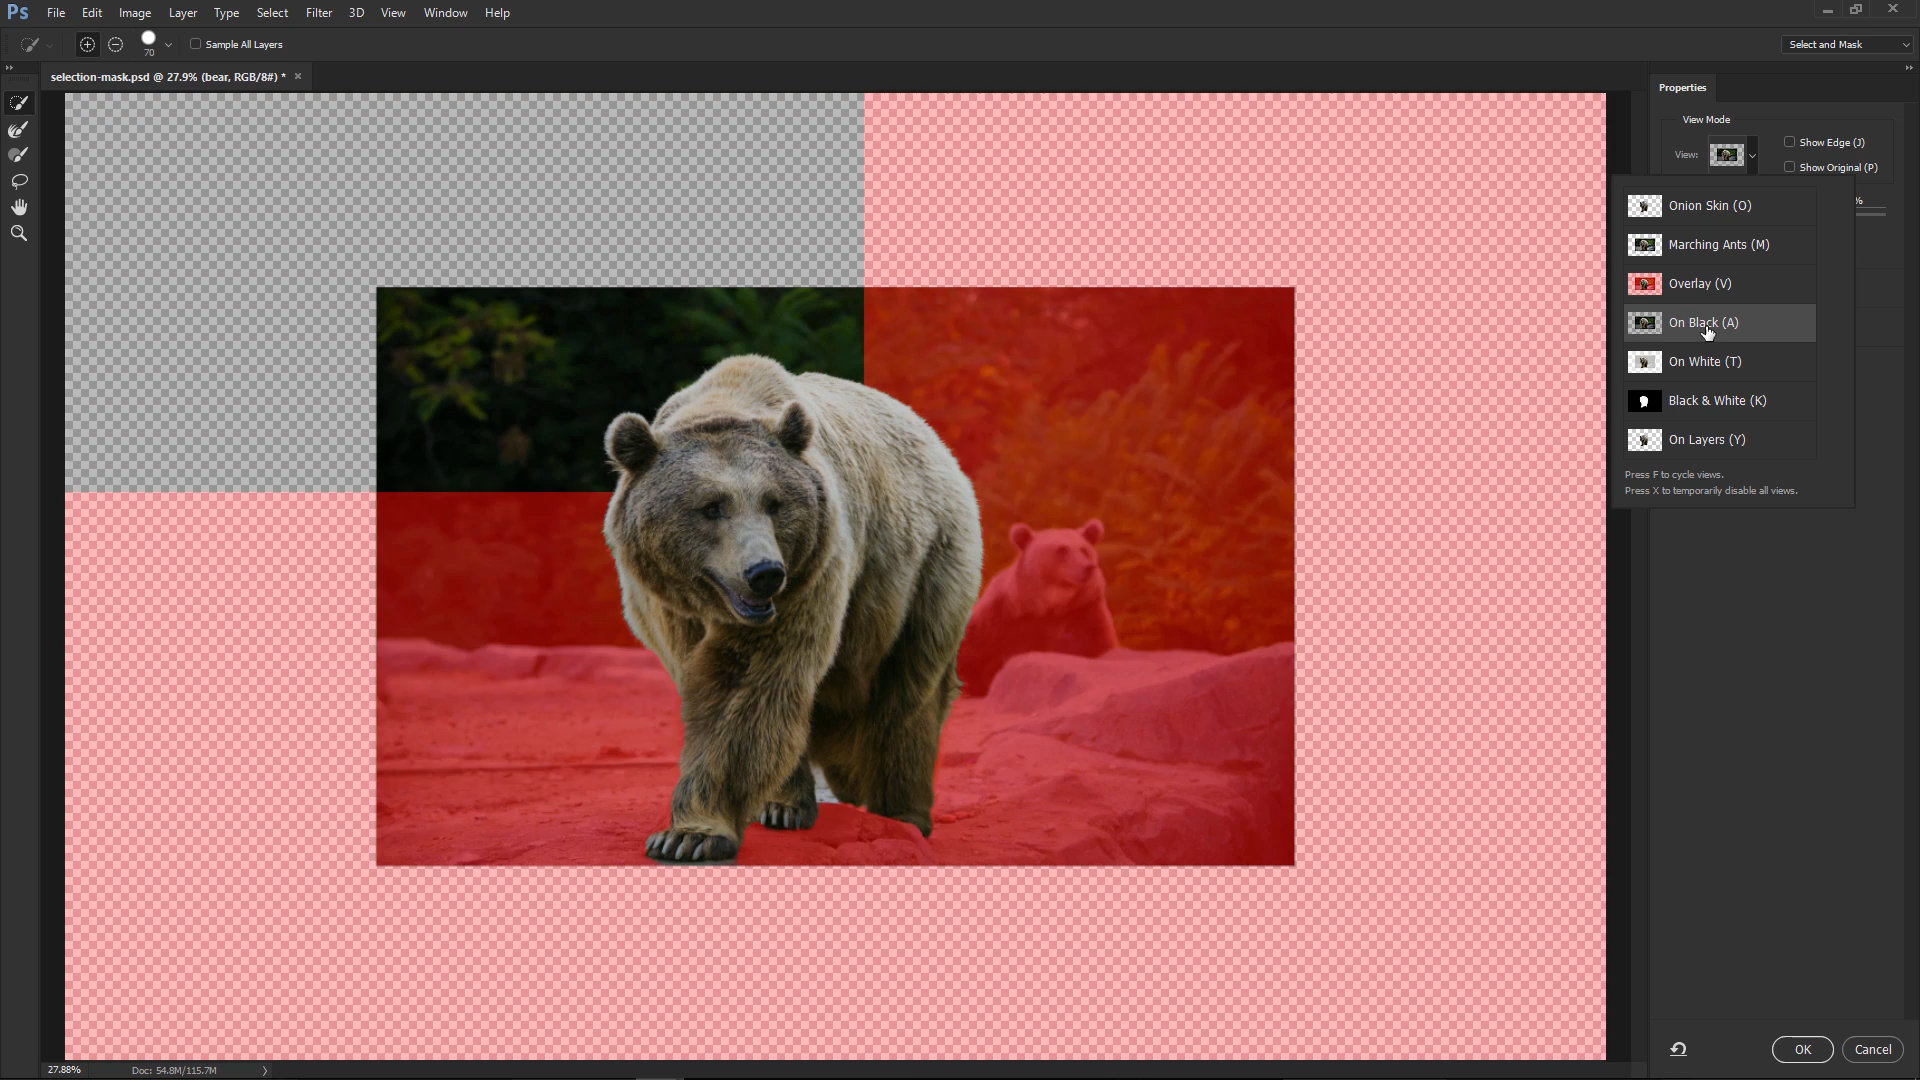 Ps File Edit Image Layer Type Select Filter 3D View Window Help
70 Sample All Layers Select and Mask
selection-mask.psd @ 27.9% (bear, RGB/8#) * ×
Properties
View Mode
View: Show Edge (J)
Show Original (P)
%
Onion Skin (O)
Marching Ants (M)
Overlay (V)
On Black (A)
On White (T)
Black & White (K)
On Layers (Y)
Press F to cycle views.
Press X to temporarily disable all views.
OK Cancel
27.88% Doc: 54.8M/115.7M